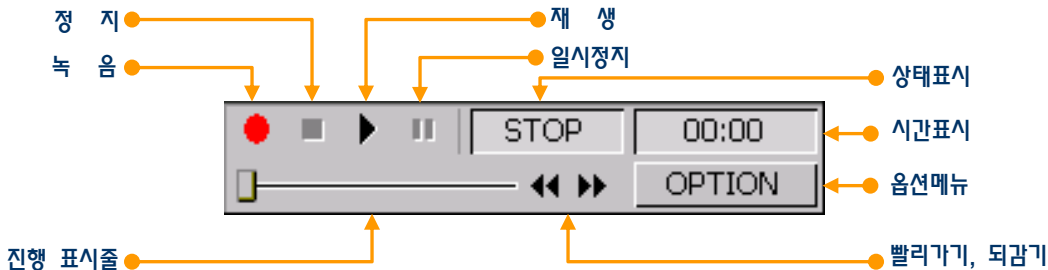 정 지
재 생
녹 음
일시정지
상태표시
STOP
00:00
시간표시
OPTION
옵션메뉴
진행 표시줄
빨리가기, 되감기